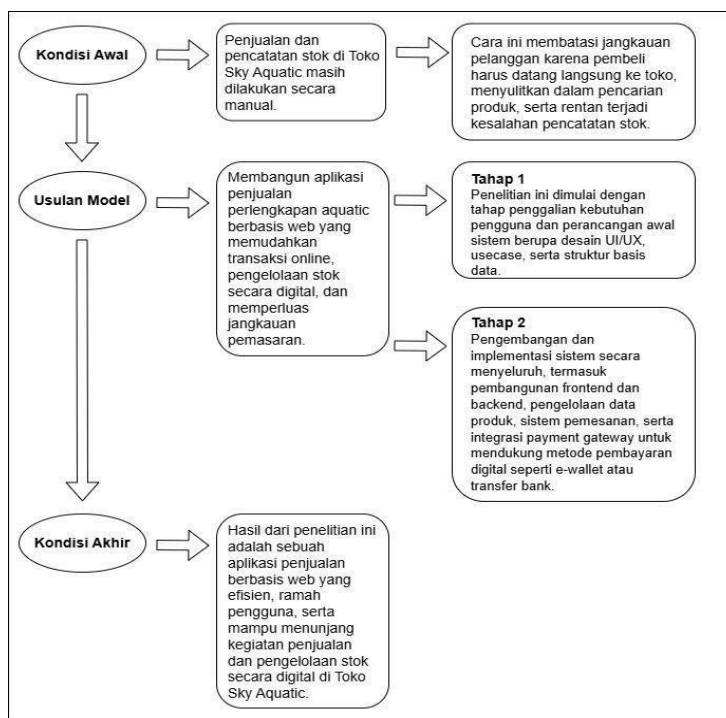 Kondisi Awal
Penjualan dan
pencatatan stok di Toko
Sky Aquatic masih
dilakukan secara
manual.
Cara ini membatasi jangkauan
pelanggan karena pembeli
harus datang langsung ke toko,
menyulitkan dalam pencarian
produk, serta rentan terjadi
kesalahan pencatatan stok.
Usulan Model
Membangun aplikasi
penjualan
perlengkapan aquatic
berbasis web yang
memudahkan
transaksi online,
pengelolaan stok
secara digital, dan
memperluas
jangkauan
pemasaran.
Tahap 1
Penelitian ini dimulai dengan
tahap penggalian kebutuhan
pengguna dan perancangan awal
sistem berupa desain UI/UX,
usecase, serta struktur basis
data.
Tahap 2
Pengembangan dan
implementasi sistem secara
menyeluruh, termasuk
pembangunan frontend dan
backend, pengelolaan data
produk, sistem pemesanan, serta
integrasi payment gateway untuk
mendukung metode pembayaran
digital seperti e-wallet atau
transfer bank.
Kondisi Akhir
Hasil dari penelitian ini
adalah sebuah
aplikasi penjualan
berbasis web yang
efisien, ramah
pengguna, serta
mampu menunjang
kegiatan penjualan
dan pengelolaan stok
secara digital di Toko
Sky Aquatic.